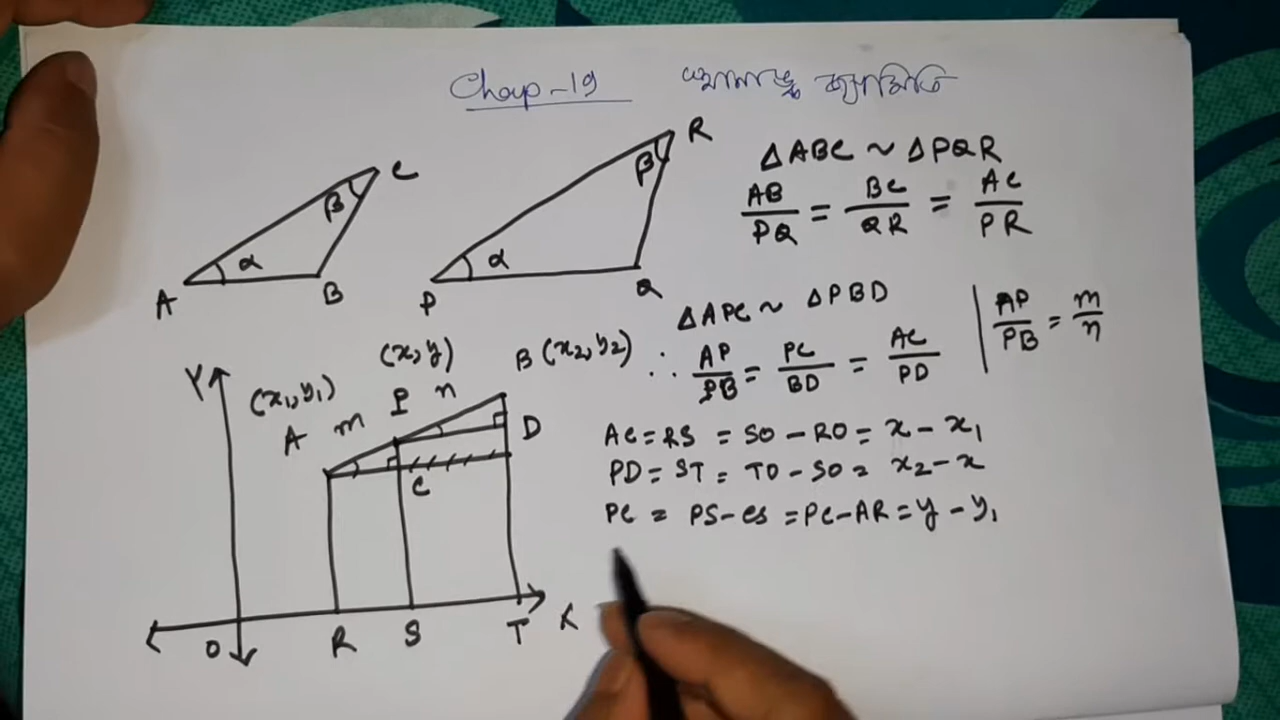 Chap-19 স্থানাঙ্ক জ্যামিতি
A B C α β
P Q R α β
ΔABC ~ ΔPQR
AB/PQ = BC/QR = AC/PR
ΔAPC ~ ΔPBD
∴ AP/PB = PC/BD = AC/PD
AP/PB = m/n
Y
(x₁,y₁) (x,y) B (x₂,y₂)
A m P n
D
C
O R S T X
AC = RS = SO - RO = x - x₁
PD = ST = TO - SO = x₂ - x
PC = PS - CS = PC - AR = y - y₁